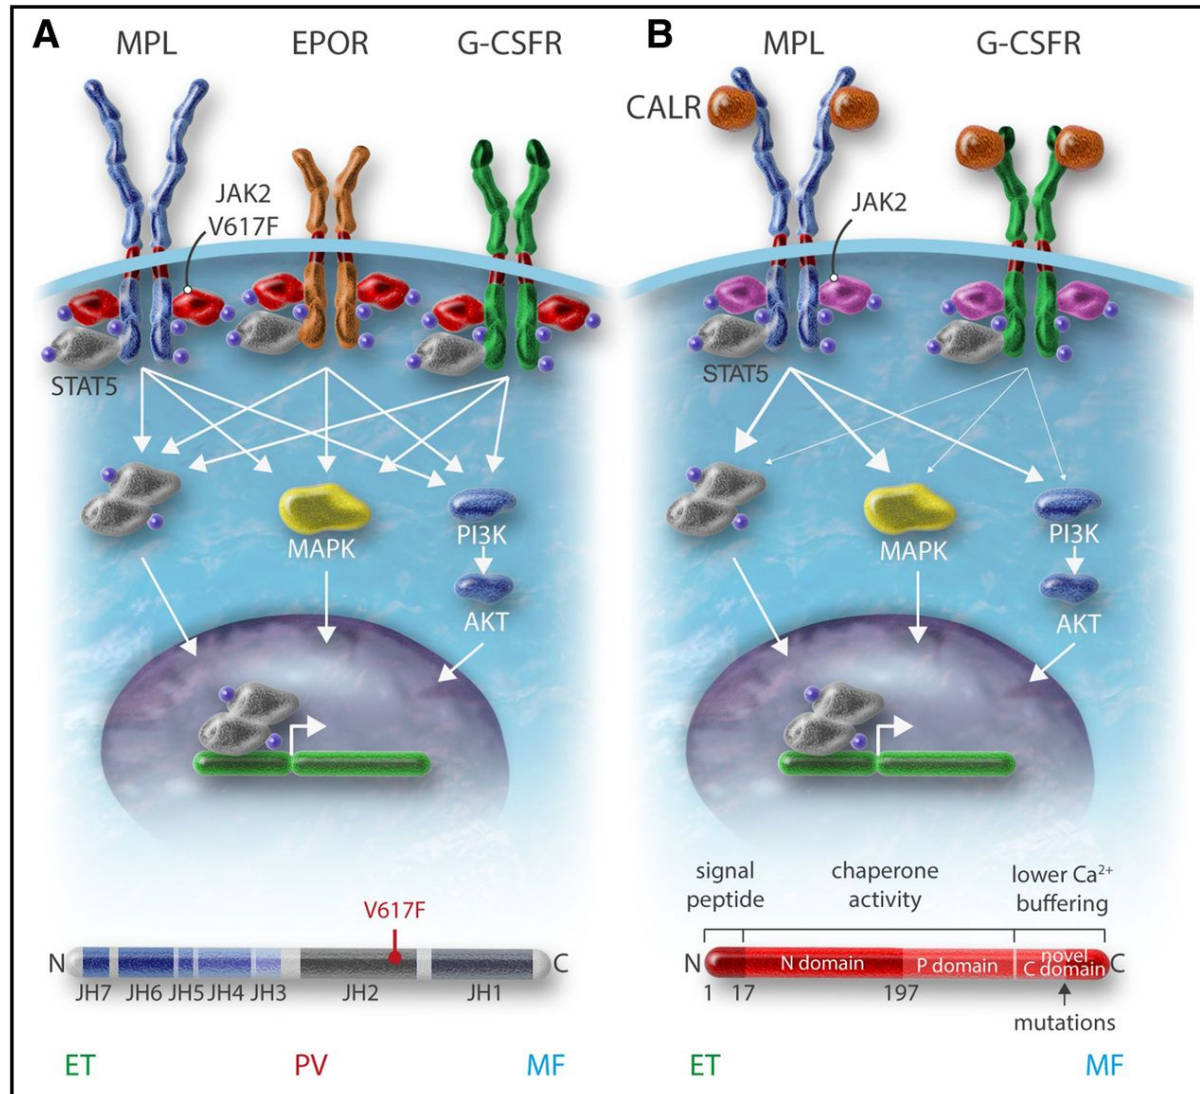 A
MPL
EPOR
G-CSFR
JAK2
V617F
STAT5
MAPK
PI3K
AKT
V617F
N
C
JH7
JH6
JH5
JH4
JH3
JH2
JH1
ET
PV
MF
B
MPL
G-CSFR
CALR
JAK2
STAT5
MAPK
PI3K
AKT
signal
peptide
chaperone
activity
lower Ca²⁺
buffering
N
N domain
P domain
novel
C domain
C
1
17
197
mutations
ET
MF